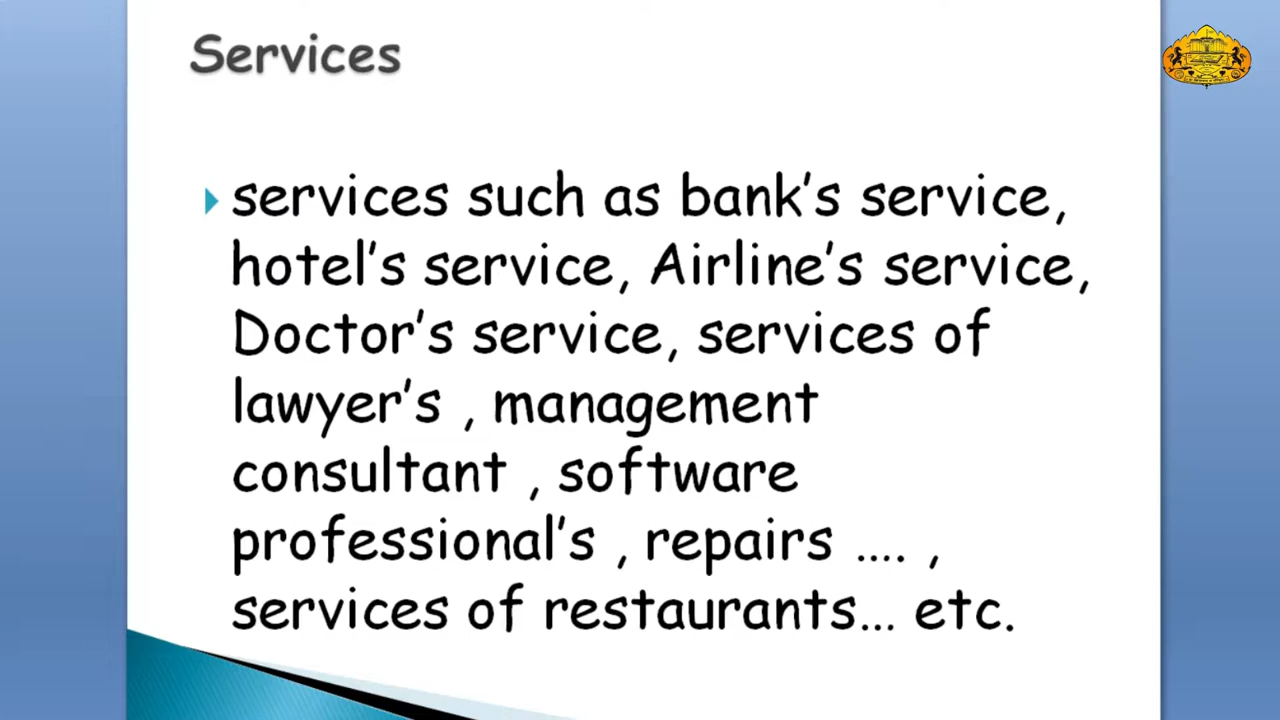 Services
services such as bank’s service,
hotel’s service, Airline’s service,
Doctor’s service, services of
lawyer’s , management
consultant , software
professional’s , repairs .... ,
services of restaurants... etc.